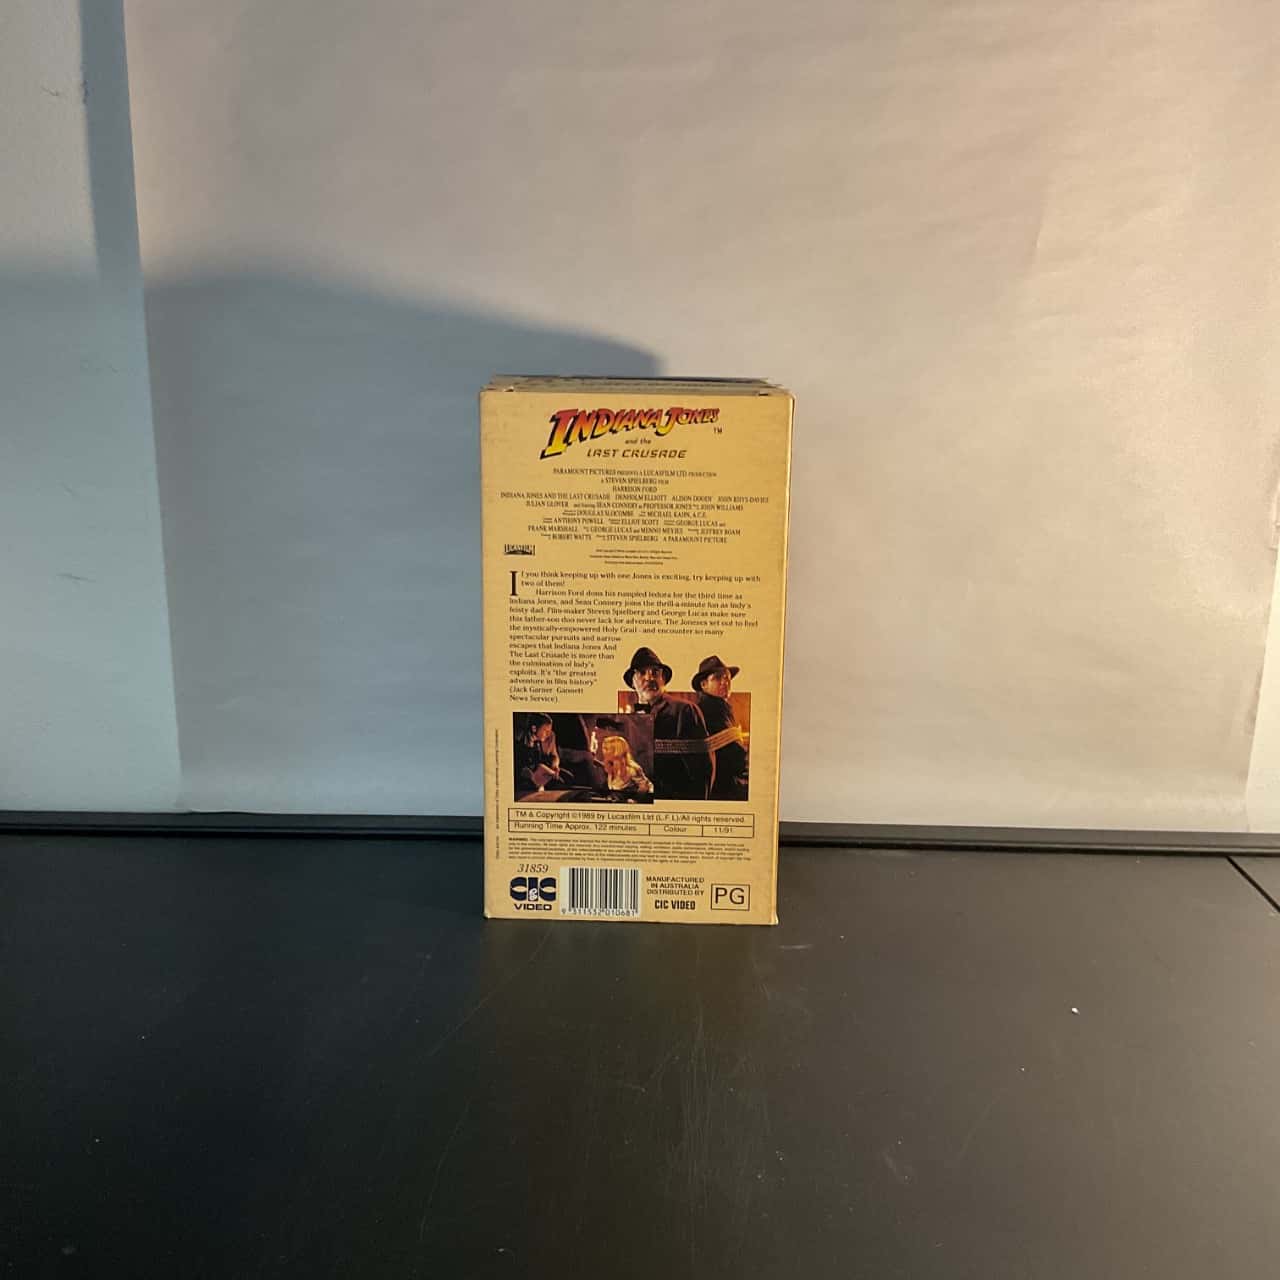 INDIANA JONES
TM
and the
LAST CRUSADE
PARAMOUNT PICTURES PRESENTS A LUCASFILM LTD. PRODUCTION
A STEVEN SPIELBERG FILM
HARRISON FORD
INDIANA JONES AND THE LAST CRUSADE DENHOLM ELLIOTT ALISON DOODY JOHN RHYS-DAVIES
JULIAN GLOVER and starring SEAN CONNERY as PROFESSOR JONES JOHN WILLIAMS
DOUGLAS SLOCOMBE MICHAEL KAHN, A.C.E.
ANTHONY POWELL ELLIOT SCOTT GEORGE LUCAS and
FRANK MARSHALL GEORGE LUCAS and MENNO MEYJES JEFFREY BOAM
ROBERT WATTS STEVEN SPIELBERG A PARAMOUNT PICTURE
LUCASFILM
If you think keeping up with one Jones is exciting, try keeping up with
two of them!
Harrison Ford dons his rumpled fedora for the third time as
Indiana Jones, and Sean Connery joins the thrill-a-minute fun as Indy's
feisty dad. Film-maker Steven Spielberg and George Lucas make sure
this father-son duo never lack for adventure. The Joneses set out to find
the mystically-empowered Holy Grail - and encounter so many
spectacular pursuits and narrow
escapes that Indiana Jones And
The Last Crusade is more than
the culmination of Indy's
exploits. It's "the greatest
adventure in film history"
(Jack Garner Gannett
News Service).
TM & Copyright ©1989 by Lucasfilm Ltd (L.F.L)/All rights reserved.
Running Time Approx. 122 minutes Colour 11/91
WARNING:
31859
CIC
VIDEO
9 311532 010681
MANUFACTURED
IN AUSTRALIA
DISTRIBUTED BY
CIC VIDEO
PG